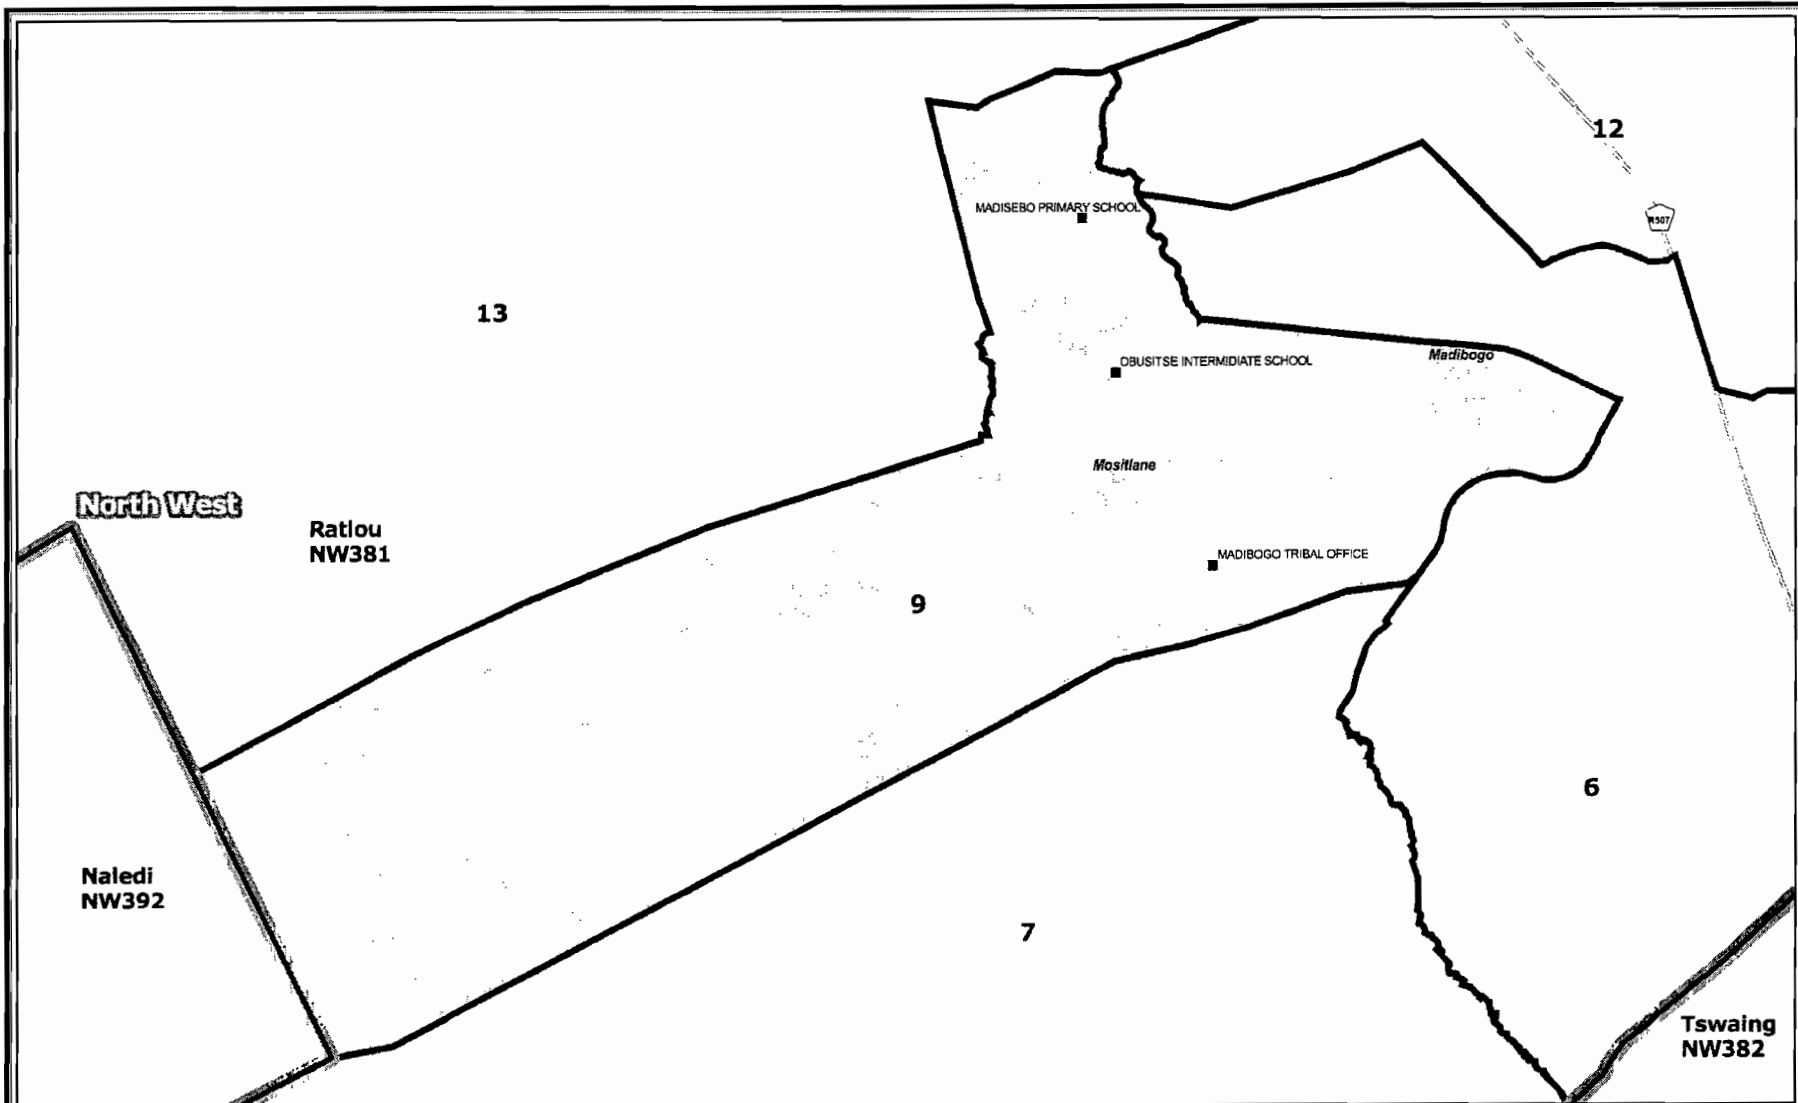 12
MADISEBO PRIMARY SCHOOL
R507
13
Madibogo
OBUSITSE INTERMIDIATE SCHOOL
Mositlane
North West
Ratlou
NW381
MADIBOGO TRIBAL OFFICE
9
6
Naledi
NW392
7
Tswaing
NW382